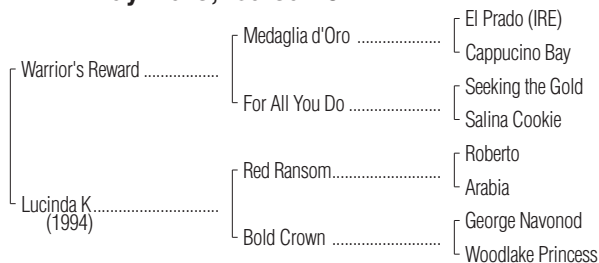 El Prado (IRE)
Medaglia d'Oro ....................
Cappucino Bay
Warrior's Reward ..................
Seeking the Gold
For All You Do ......................
Salina Cookie
Roberto
Red Ransom..........................
Arabia
Lucinda K..............................
(1994)
George Navonod
Bold Crown ..........................
Woodlake Princess